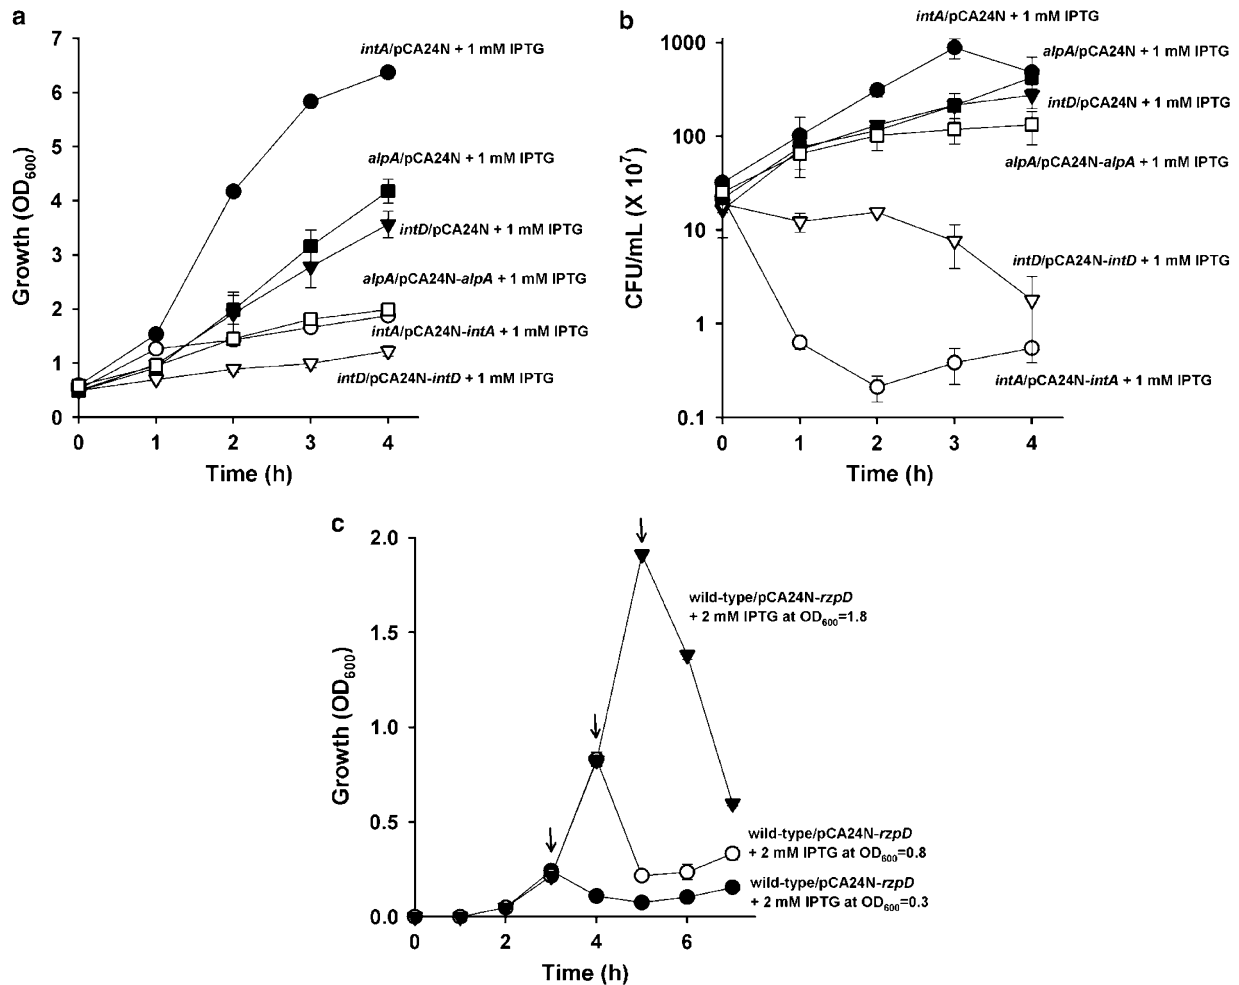 a
intA/pCA24N + 1 mM IPTG
alpA/pCA24N + 1 mM IPTG
intD/pCA24N + 1 mM IPTG
alpA/pCA24N-alpA + 1 mM IPTG
intA/pCA24N-intA + 1 mM IPTG
intD/pCA24N-intD + 1 mM IPTG
Growth (OD600)
7
6
5
4
3
2
1
0
0 1 2 3 4
Time (h)
b
intA/pCA24N + 1 mM IPTG
alpA/pCA24N + 1 mM IPTG
intD/pCA24N + 1 mM IPTG
alpA/pCA24N-alpA + 1 mM IPTG
intD/pCA24N-intD + 1 mM IPTG
intA/pCA24N-intA + 1 mM IPTG
CFU/mL (X 10^7)
1000
100
10
1
0.1
0 1 2 3 4
Time (h)
c
wild-type/pCA24N-rzpD
+ 2 mM IPTG at OD600=1.8
wild-type/pCA24N-rzpD
+ 2 mM IPTG at OD600=0.8
wild-type/pCA24N-rzpD
+ 2 mM IPTG at OD600=0.3
Growth (OD600)
2.0
1.5
1.0
0.5
0.0
0 2 4 6
Time (h)